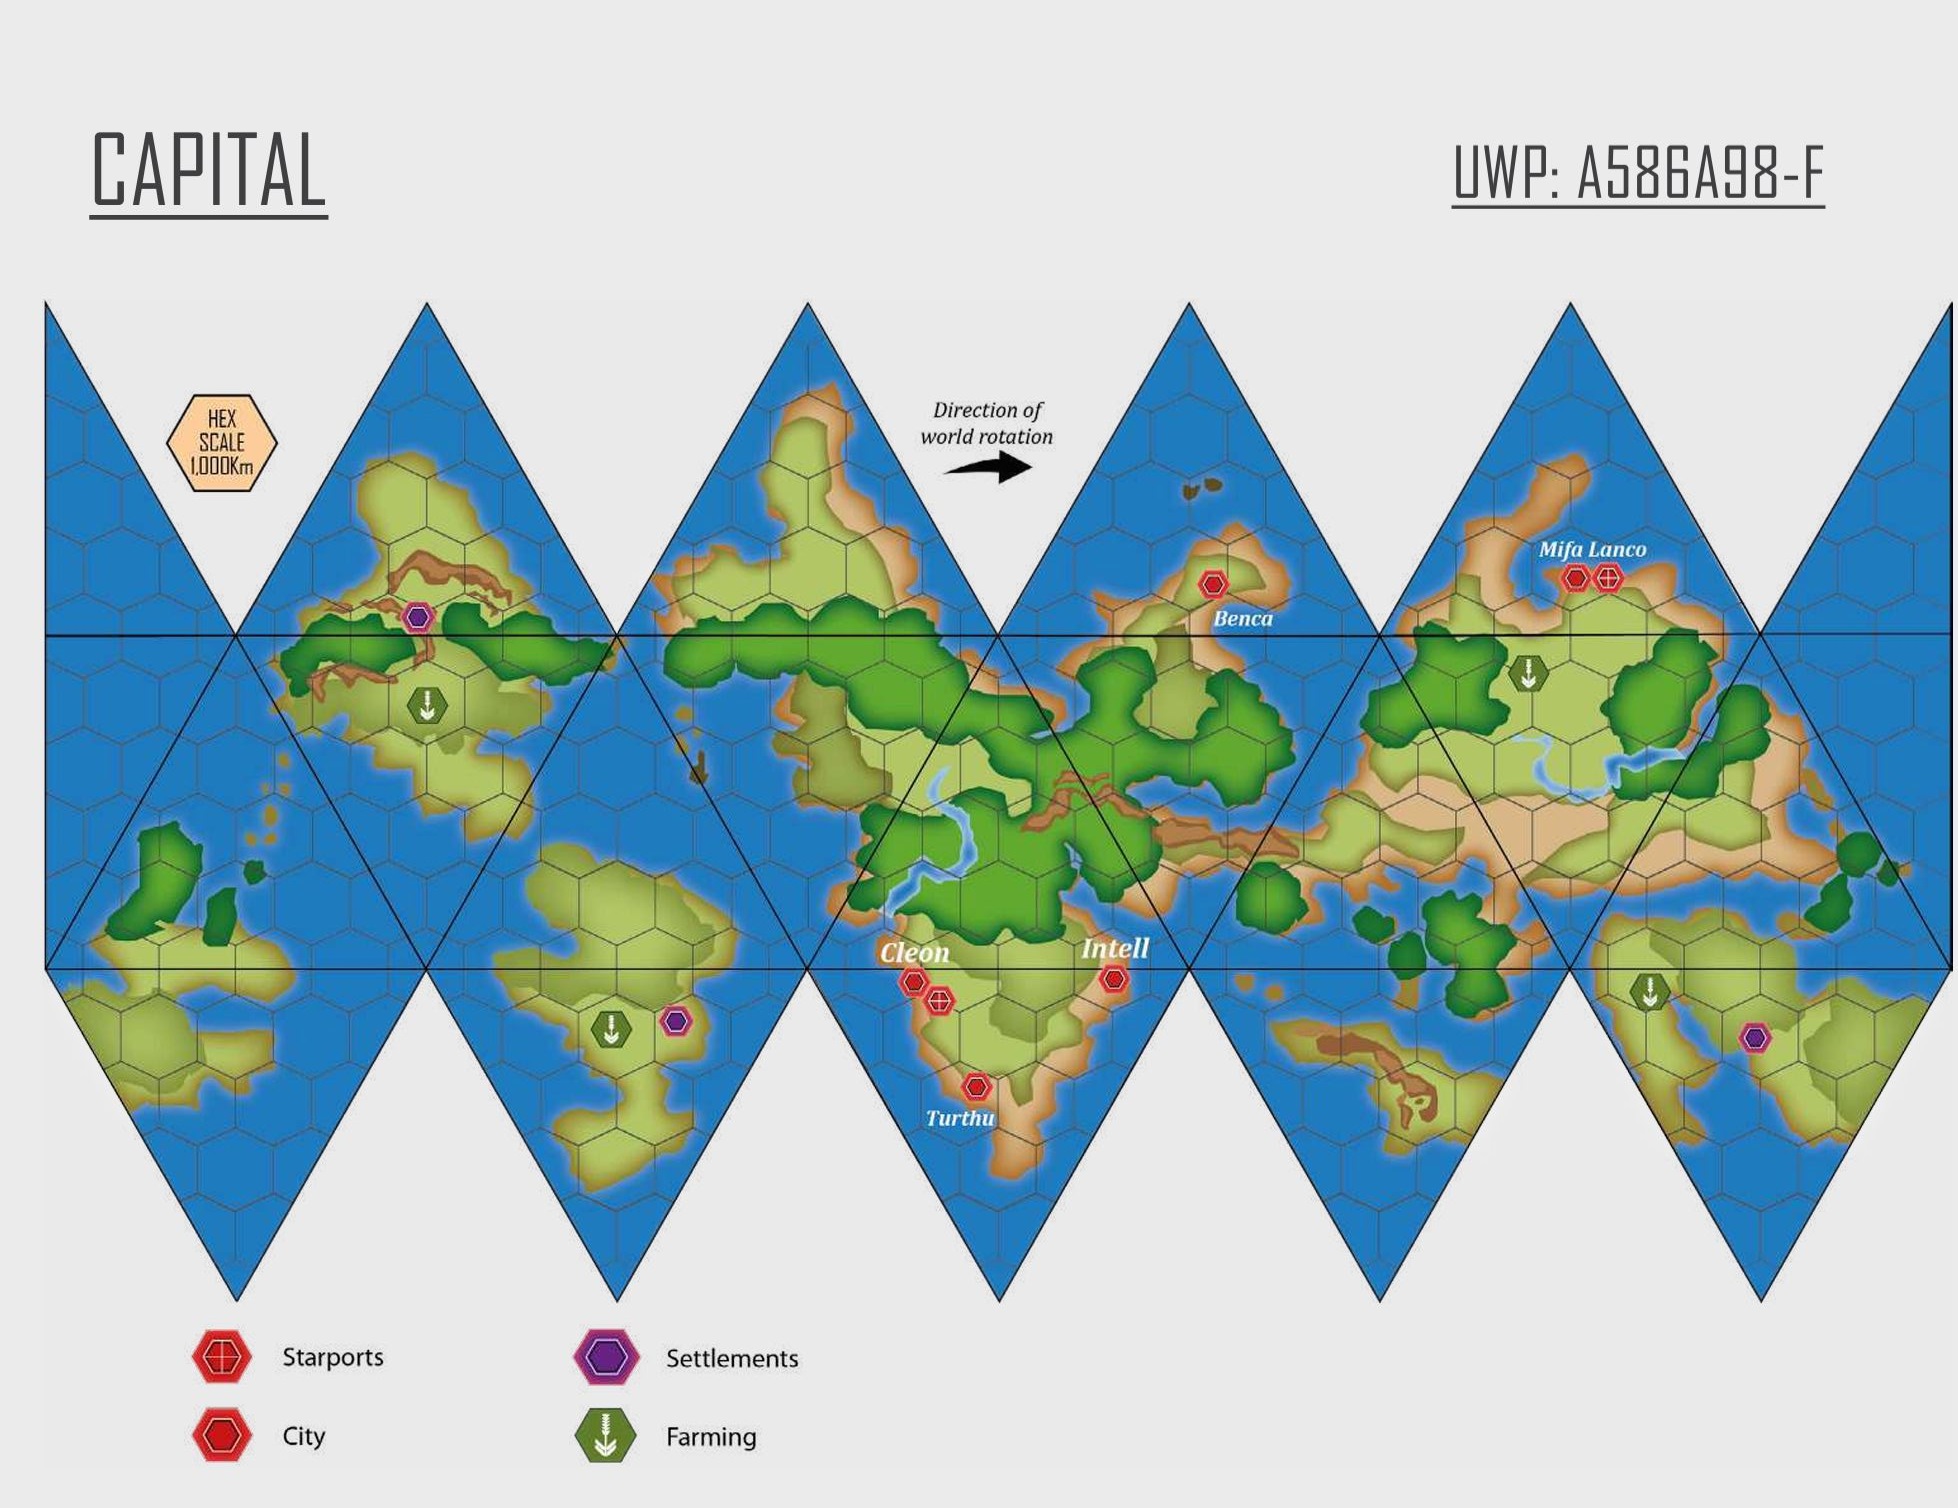 CAPITAL
UWP: A586A98-F
HEX
SCALE
1,000Km
Direction of
world rotation
Mifa Lanco
Benca
Cleon
Intell
Turthu
Starports
Settlements
City
Farming